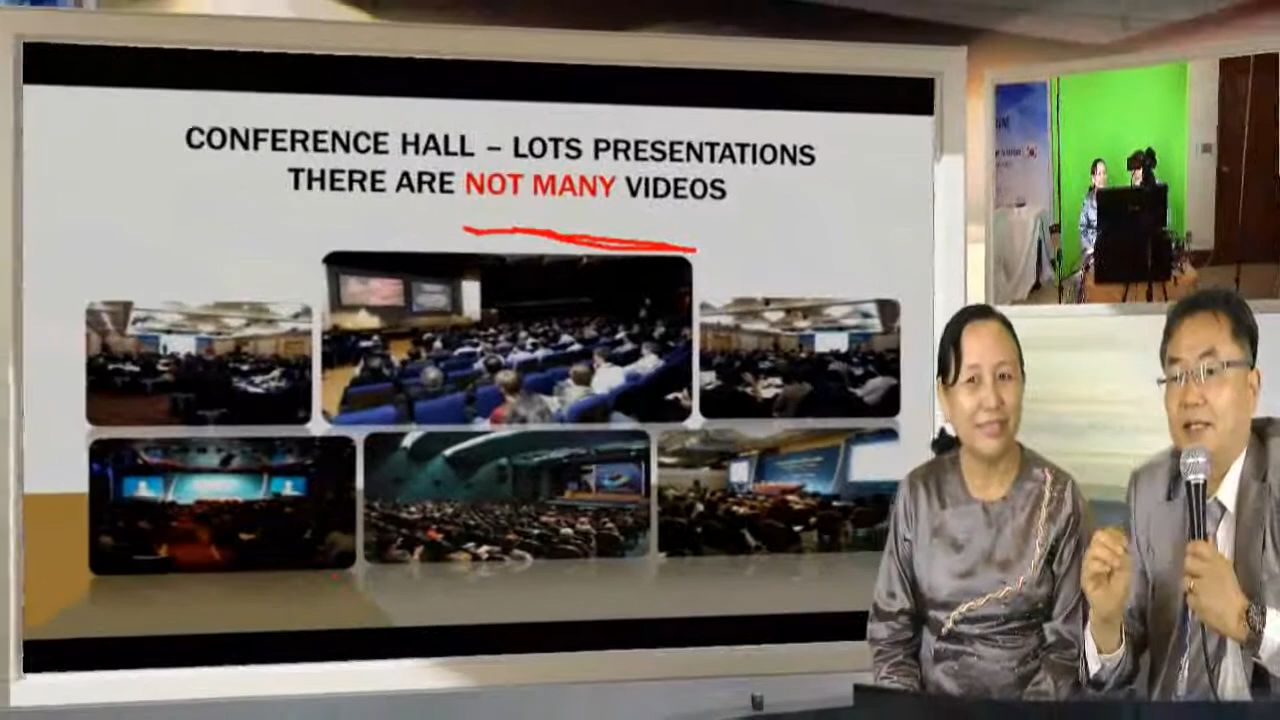 CONFERENCE HALL – LOTS PRESENTATIONS
THERE ARE NOT MANY VIDEOS